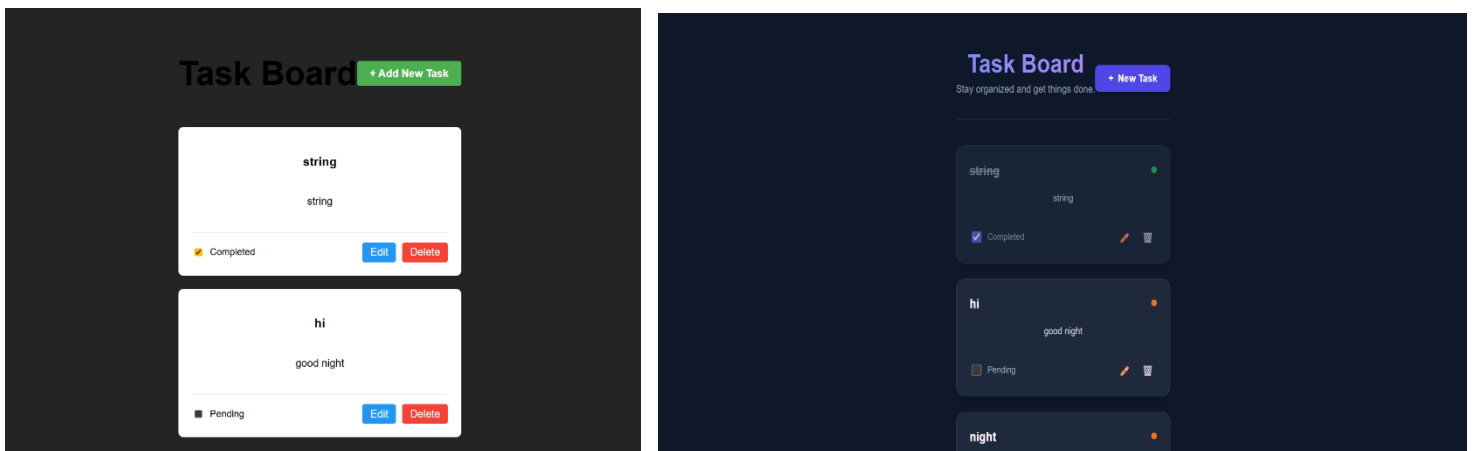 Task Board
+ Add New Task
string
string
Completed
Edit
Delete
hi
good night
Pending
Edit
Delete
Task Board
Stay organized and get things done.
+ New Task
string
string
Completed
hi
good night
Pending
night